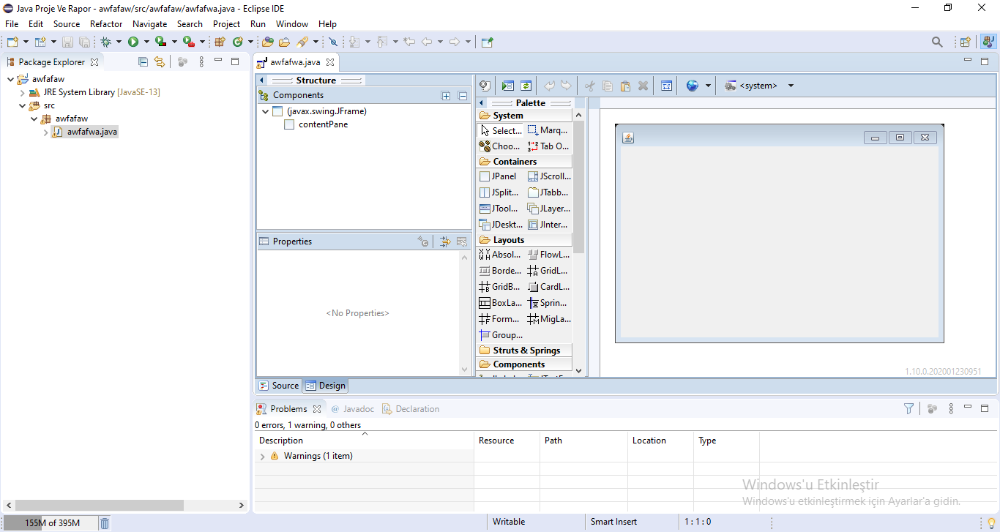 Java Proje Ve Rapor - awfafaw/src/awfafaw/awfafwa.java - Eclipse IDE
File Edit Source Refactor Navigate Search Project Run Window Help
Package Explorer
awfafaw
JRE System Library [JavaSE-13]
src
awfafaw
awfafwa.java
awfafwa.java
Structure
Components
(javax.swing.JFrame)
contentPane
Properties
<No Properties>
<system>
Palette
System
Select... Marq...
Choo... Tab O...
Containers
JPanel JScroll...
JSplit... JTabb...
JTool... JLayer...
JDeskt... JInter...
Layouts
Absol... FlowL...
Borde... GridL...
GridB... CardL...
BoxLa... Sprin...
Form... MigLa...
Group...
Struts & Springs
Components
1.10.0.202001230951
Source Design
Problems @ Javadoc Declaration
0 errors, 1 warning, 0 others
Description Resource Path Location Type
Warnings (1 item)
Windows'u Etkinleştir
Windows'u etkinleştirmek için Ayarlar'a gidin.
155M of 395M Writable Smart Insert 1 : 1 : 0